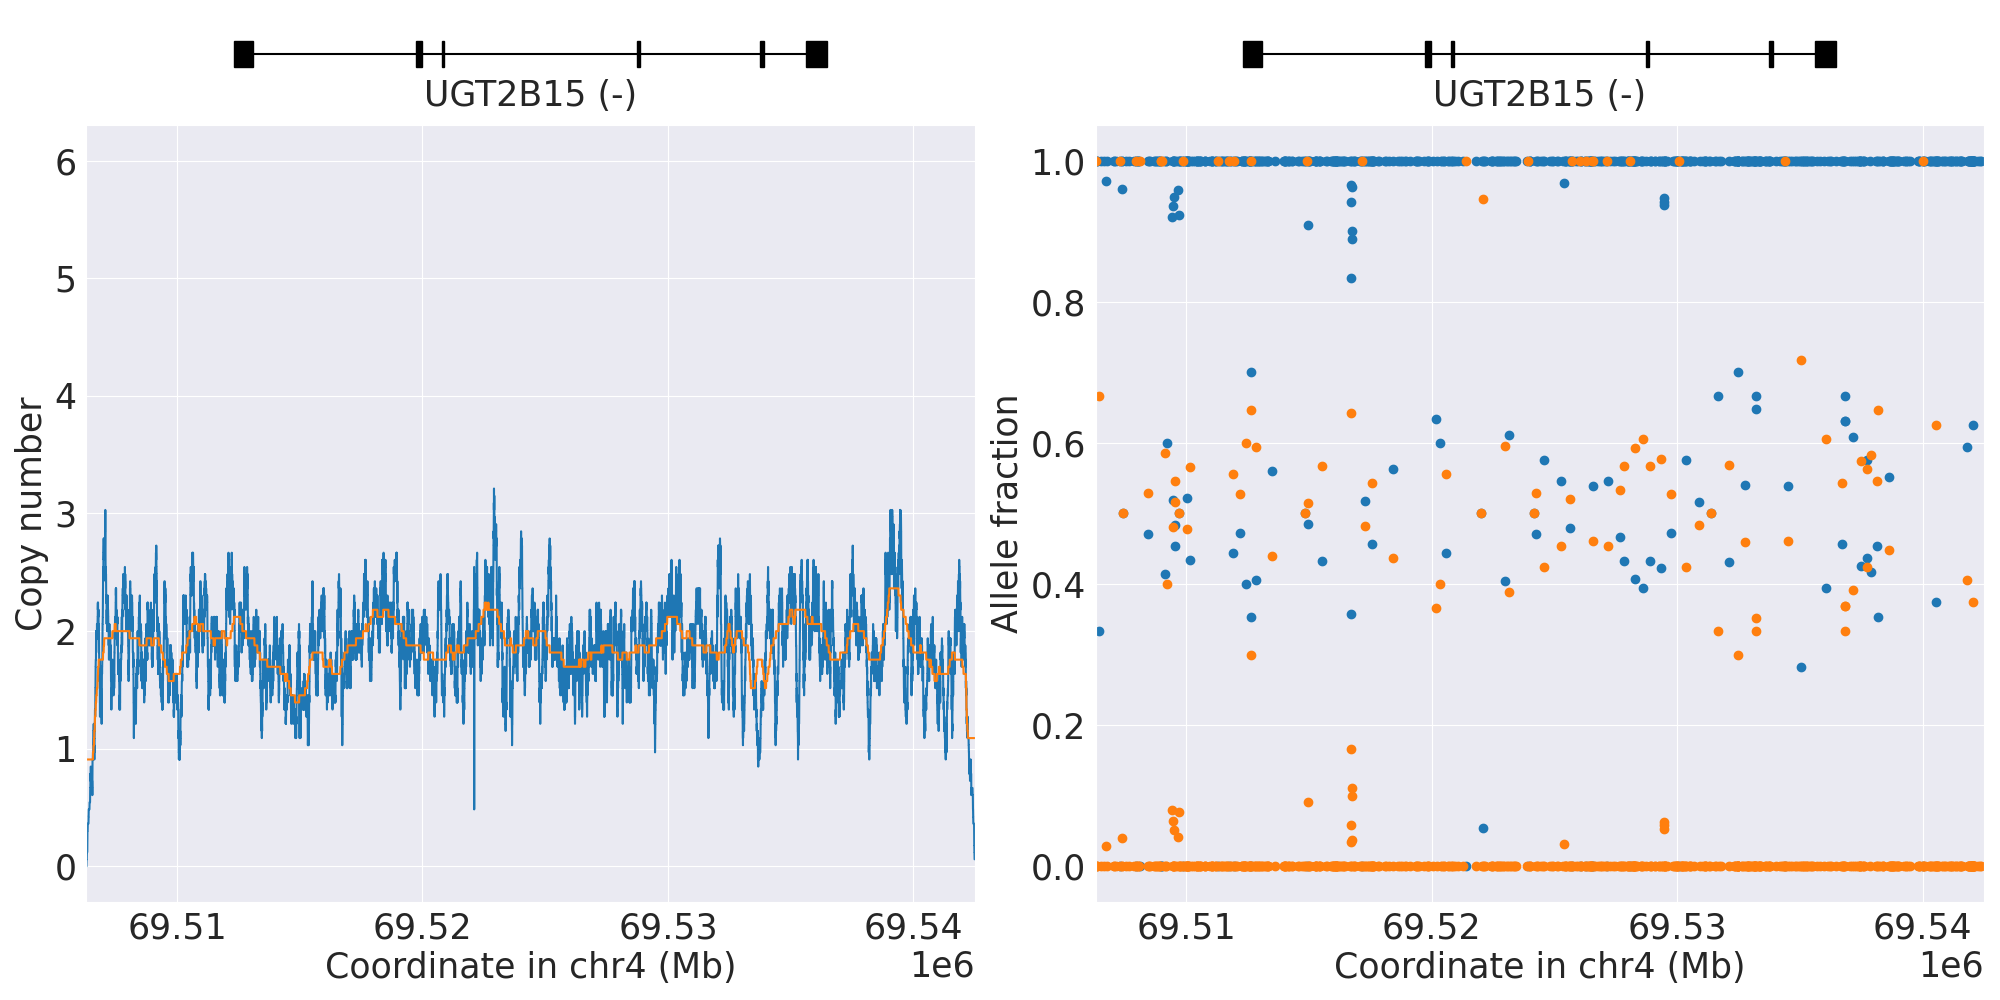 UGT2B15 (-)
6
5
4
3
2
1
0
Copy number
69.51 69.52 69.53 69.54
Coordinate in chr4 (Mb)
1e6
UGT2B15 (-)
1.0
0.8
0.6
0.4
0.2
0.0
Allele fraction
69.51 69.52 69.53 69.54
Coordinate in chr4 (Mb)
1e6